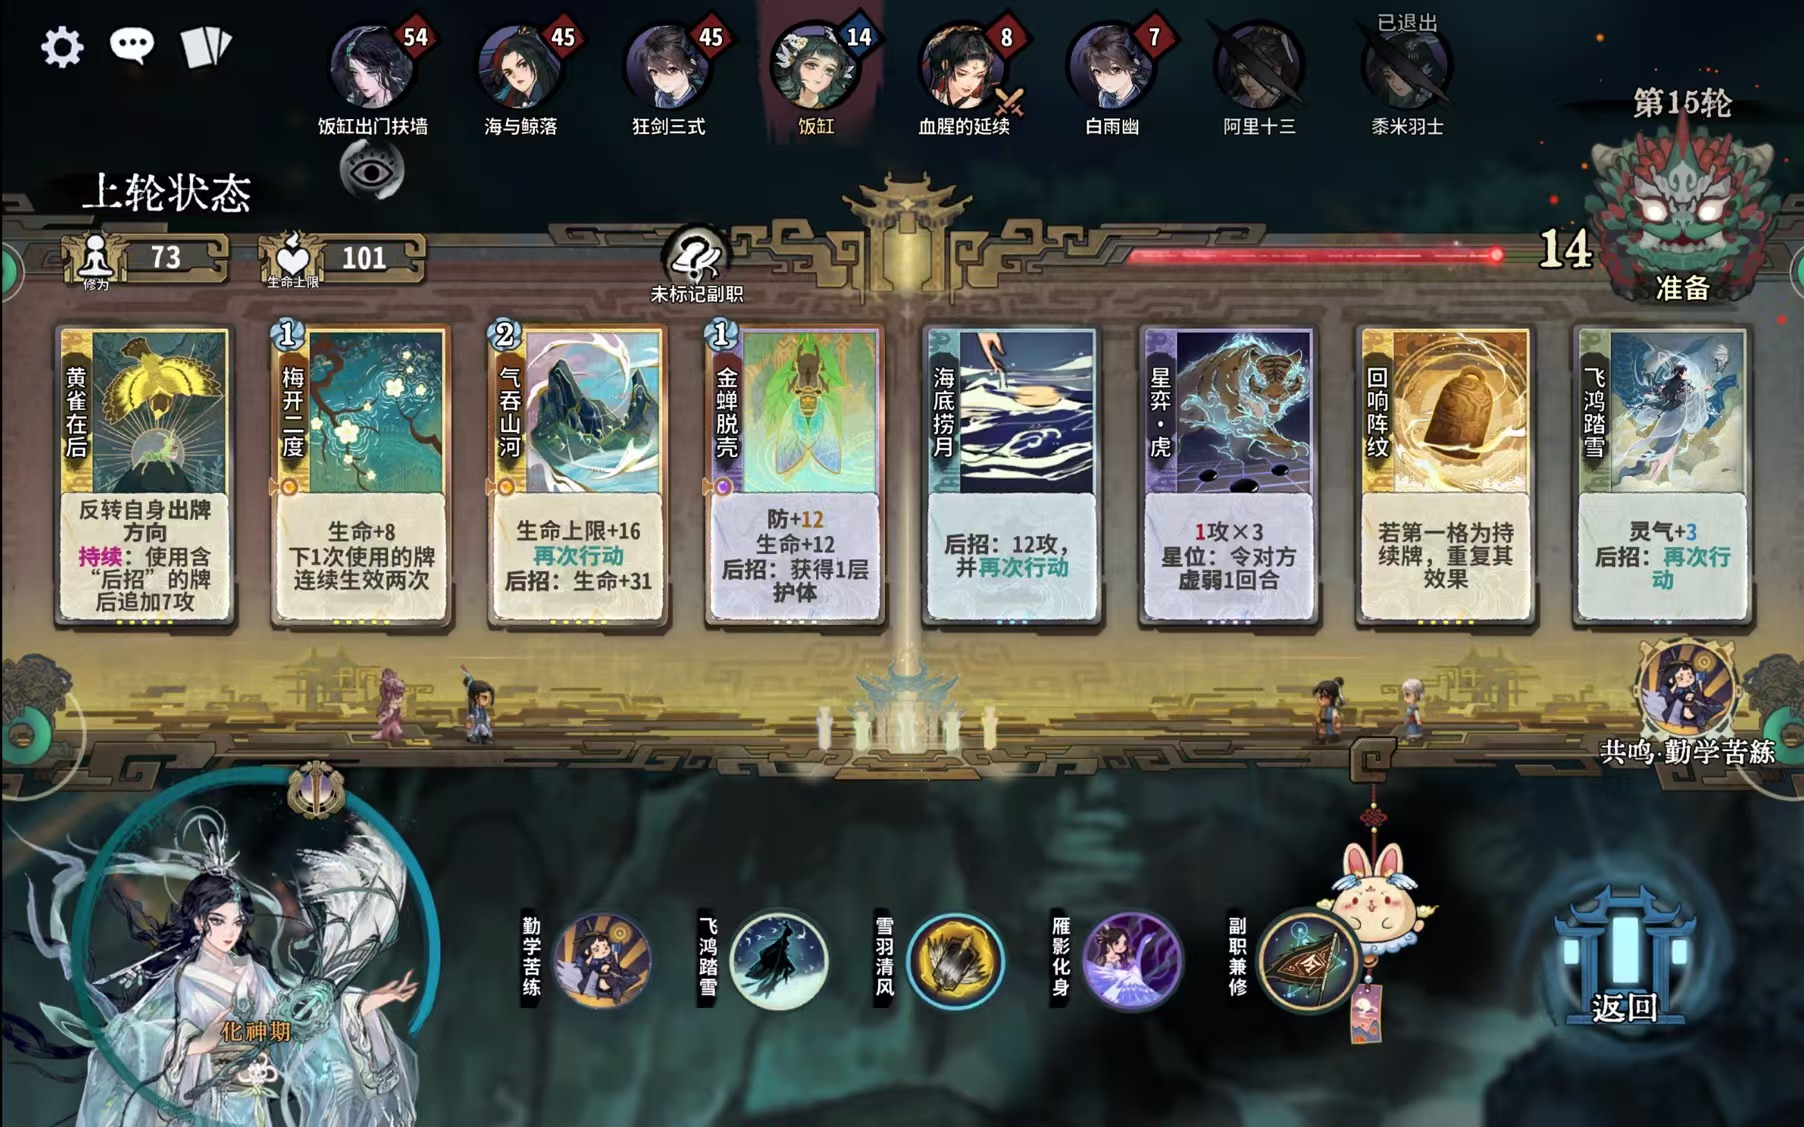 54
45
45
14
8
7
已退出
饭缸出门扶墙
海与鲸落
狂剑三式
饭缸
血腥的延续
白雨幽
阿里十三
黍米羽士
第15轮
上轮状态
73
修为
101
生命上限
未标记副职
14
准备
黄雀在后
反转自身出牌
方向
持续：使用含
“后招”的牌
后追加7攻
1
梅开二度
生命+8
下1次使用的牌
连续生效两次
2
气吞山河
生命上限+16
再次行动
后招：生命+31
1
金蝉脱壳
防+12
生命+12
后招：获得1层
护体
海底捞月
后招：12攻，
并再次行动
星弈·虎
1攻×3
星位：令对方
虚弱1回合
回响阵纹
若第一格为持
续牌，重复其
效果
飞鸿踏雪
灵气+3
后招：再次行
动
共鸣·勤学苦练
化神期
勤学苦练
飞鸿踏雪
雪羽清风
雁影化身
副职兼修
返回